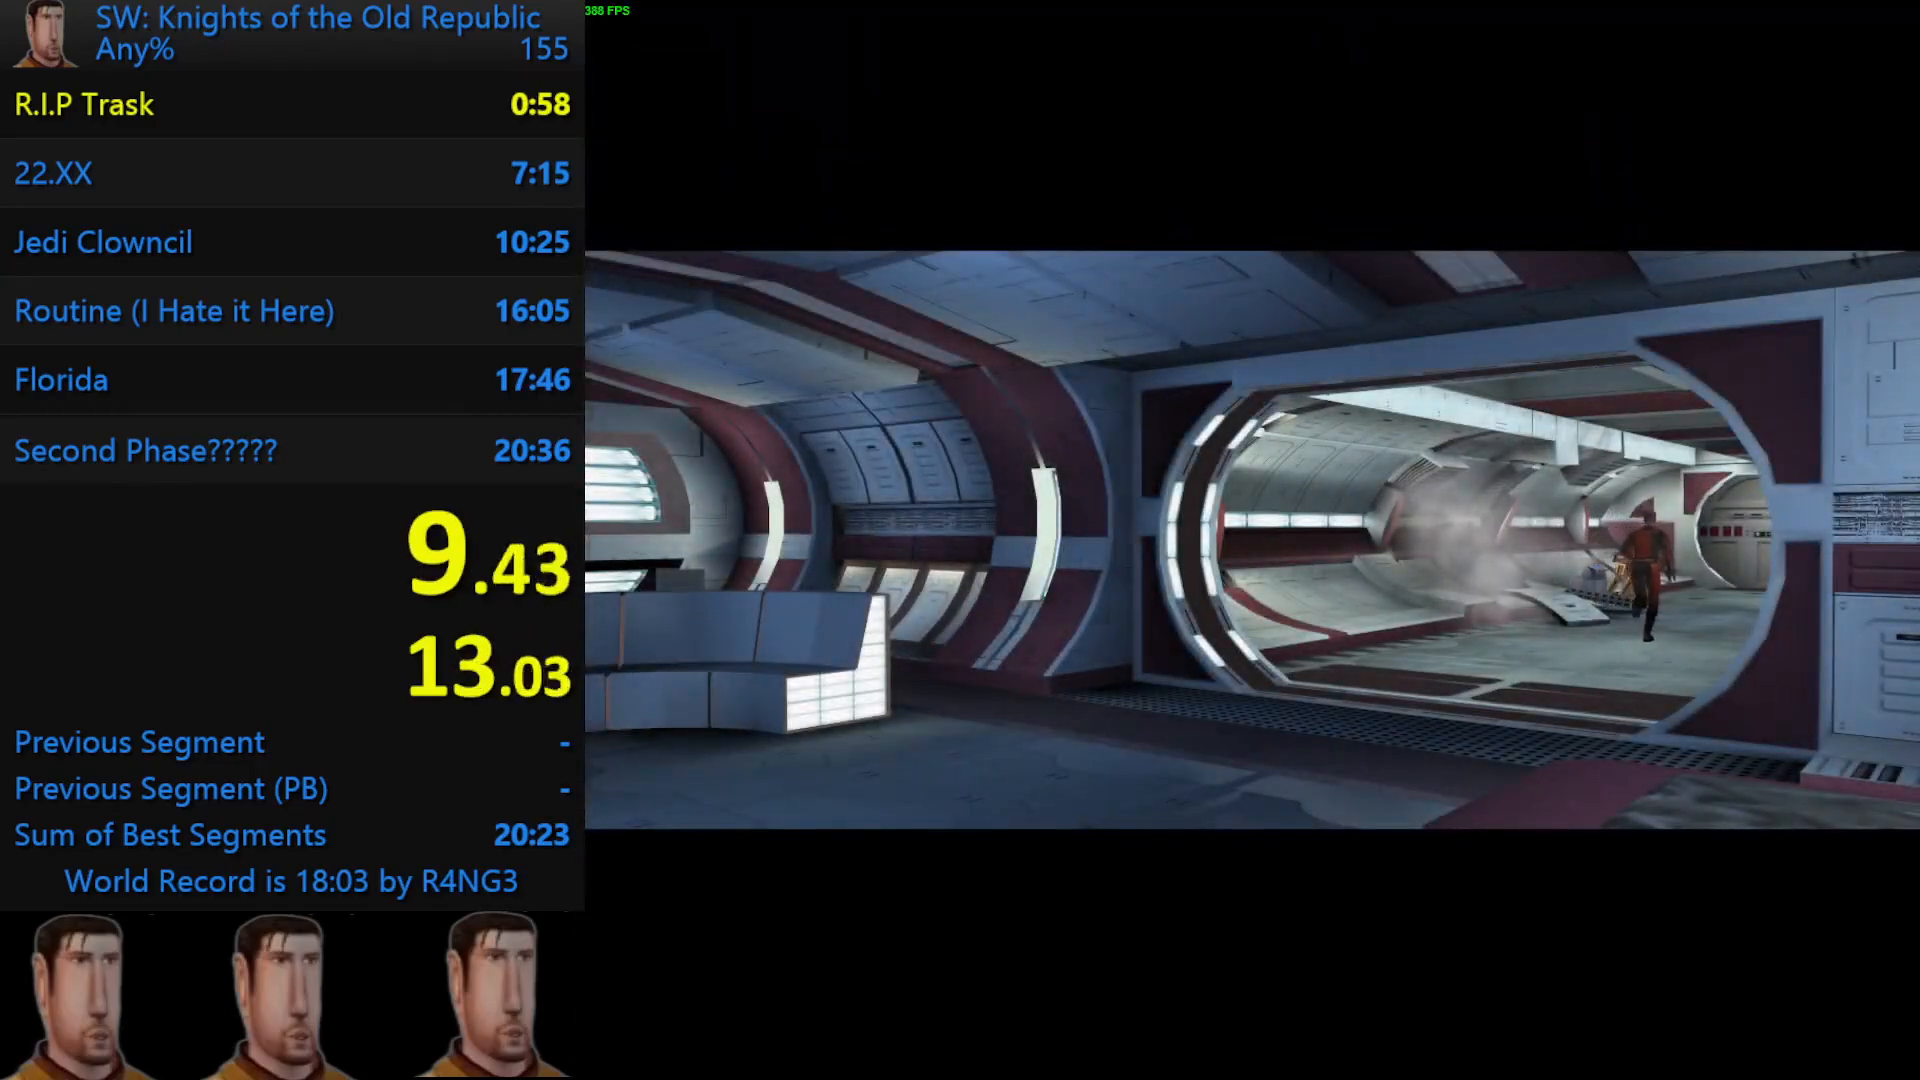 SW: Knights of the Old Republic
Any% 155
388 FPS
R.I.P Trask 0:58
22.XX 7:15
Jedi Clowncil 10:25
Routine (I Hate it Here) 16:05
Florida 17:46
Second Phase????? 20:36
9.43
13.03
Previous Segment -
Previous Segment (PB) -
Sum of Best Segments 20:23
World Record is 18:03 by R4NG3